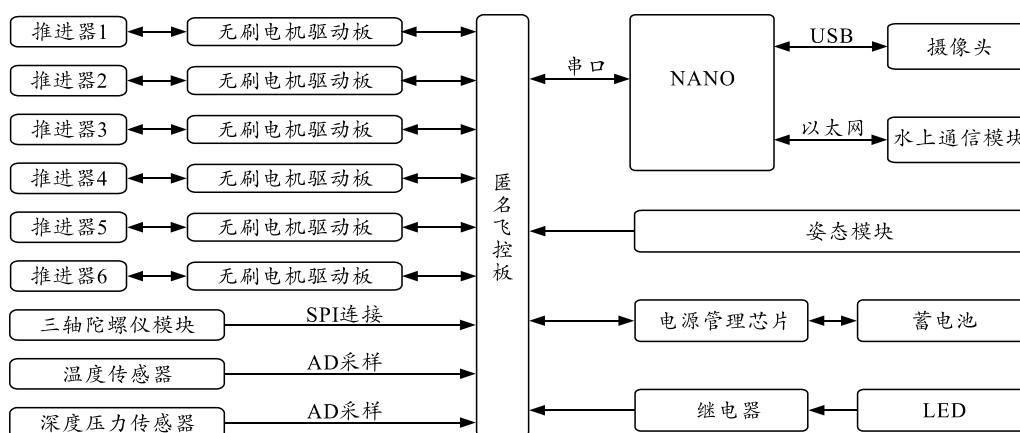 推进器1
无刷电机驱动板
推进器2
无刷电机驱动板
推进器3
无刷电机驱动板
推进器4
无刷电机驱动板
推进器5
无刷电机驱动板
推进器6
无刷电机驱动板
三轴陀螺仪模块
SPI连接
温度传感器
AD采样
深度压力传感器
AD采样
匿名飞控板
串口
NANO
USB
摄像头
以太网
水上通信模块
姿态模块
电源管理芯片
蓄电池
继电器
LED